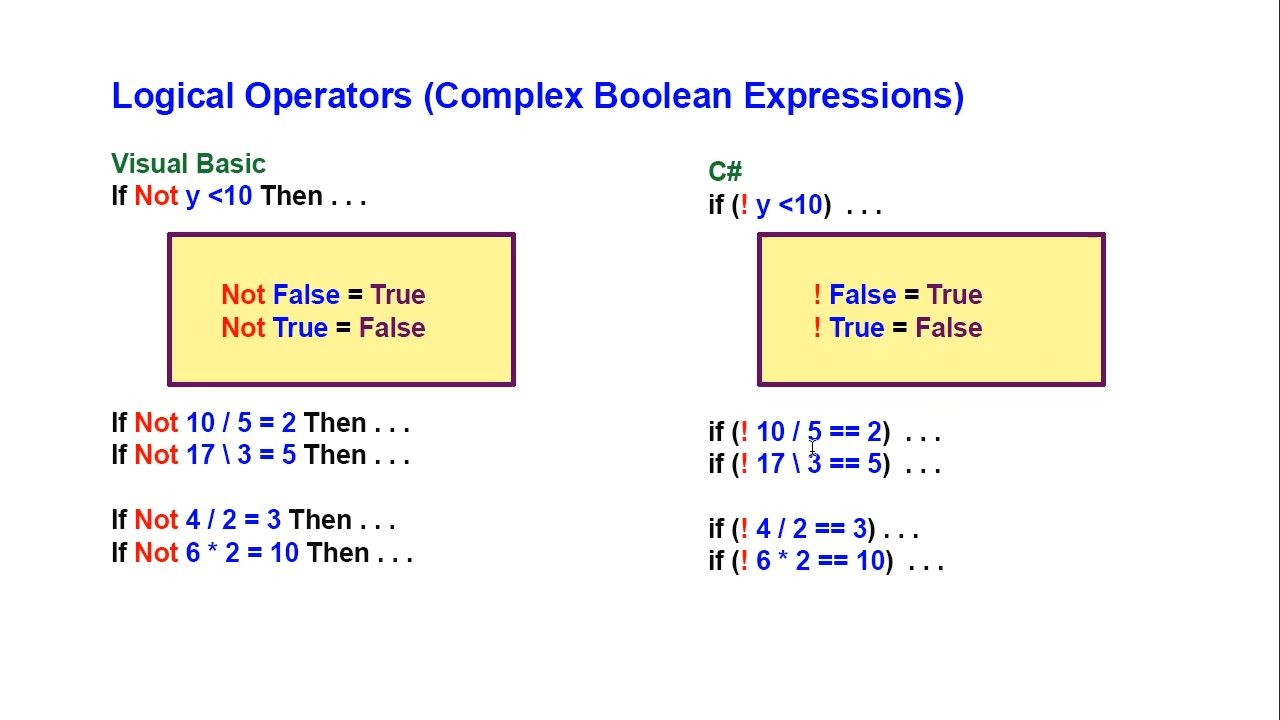 Logical Operators (Complex Boolean Expressions)
Visual Basic
If Not y <10 Then . . .
Not False = True
Not True = False
If Not 10 / 5 = 2 Then . . .
If Not 17 \ 3 = 5 Then . . .
If Not 4 / 2 = 3 Then . . .
If Not 6 * 2 = 10 Then . . .
C#
if (! y <10) . . .
! False = True
! True = False
if (! 10 / 5 == 2) . . .
if (! 17 \ 3 == 5) . . .
if (! 4 / 2 == 3) . . .
if (! 6 * 2 == 10) . . .